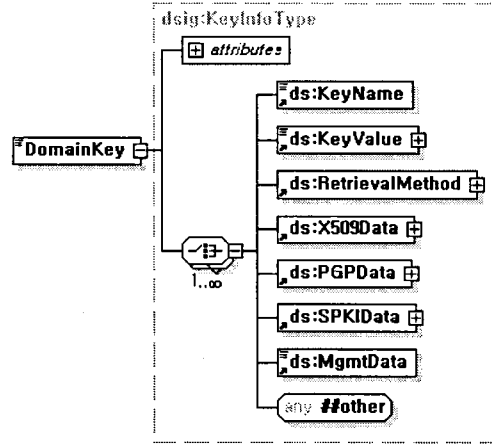 dsig:KeyInfoType
attributes
ds:KeyName
DomainKey
ds:KeyValue
ds:RetrievalMethod
ds:X509Data
1..∞
ds:PGPData
ds:SPKIData
ds:MgmtData
any ##other